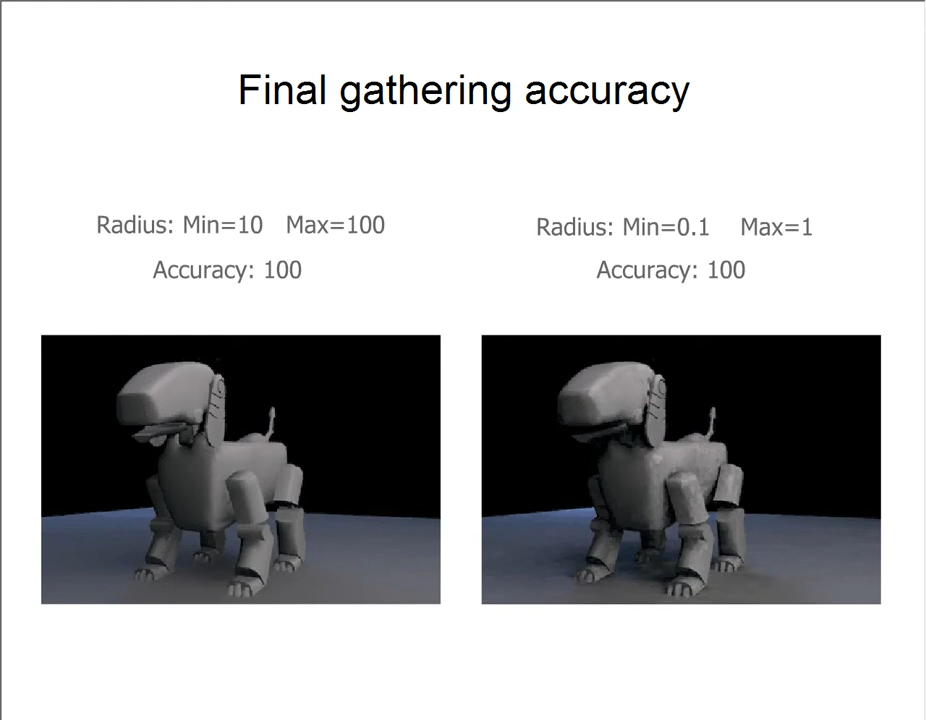 Final gathering accuracy
Radius: Min=10 Max=100
Accuracy: 100
Radius: Min=0.1 Max=1
Accuracy: 100